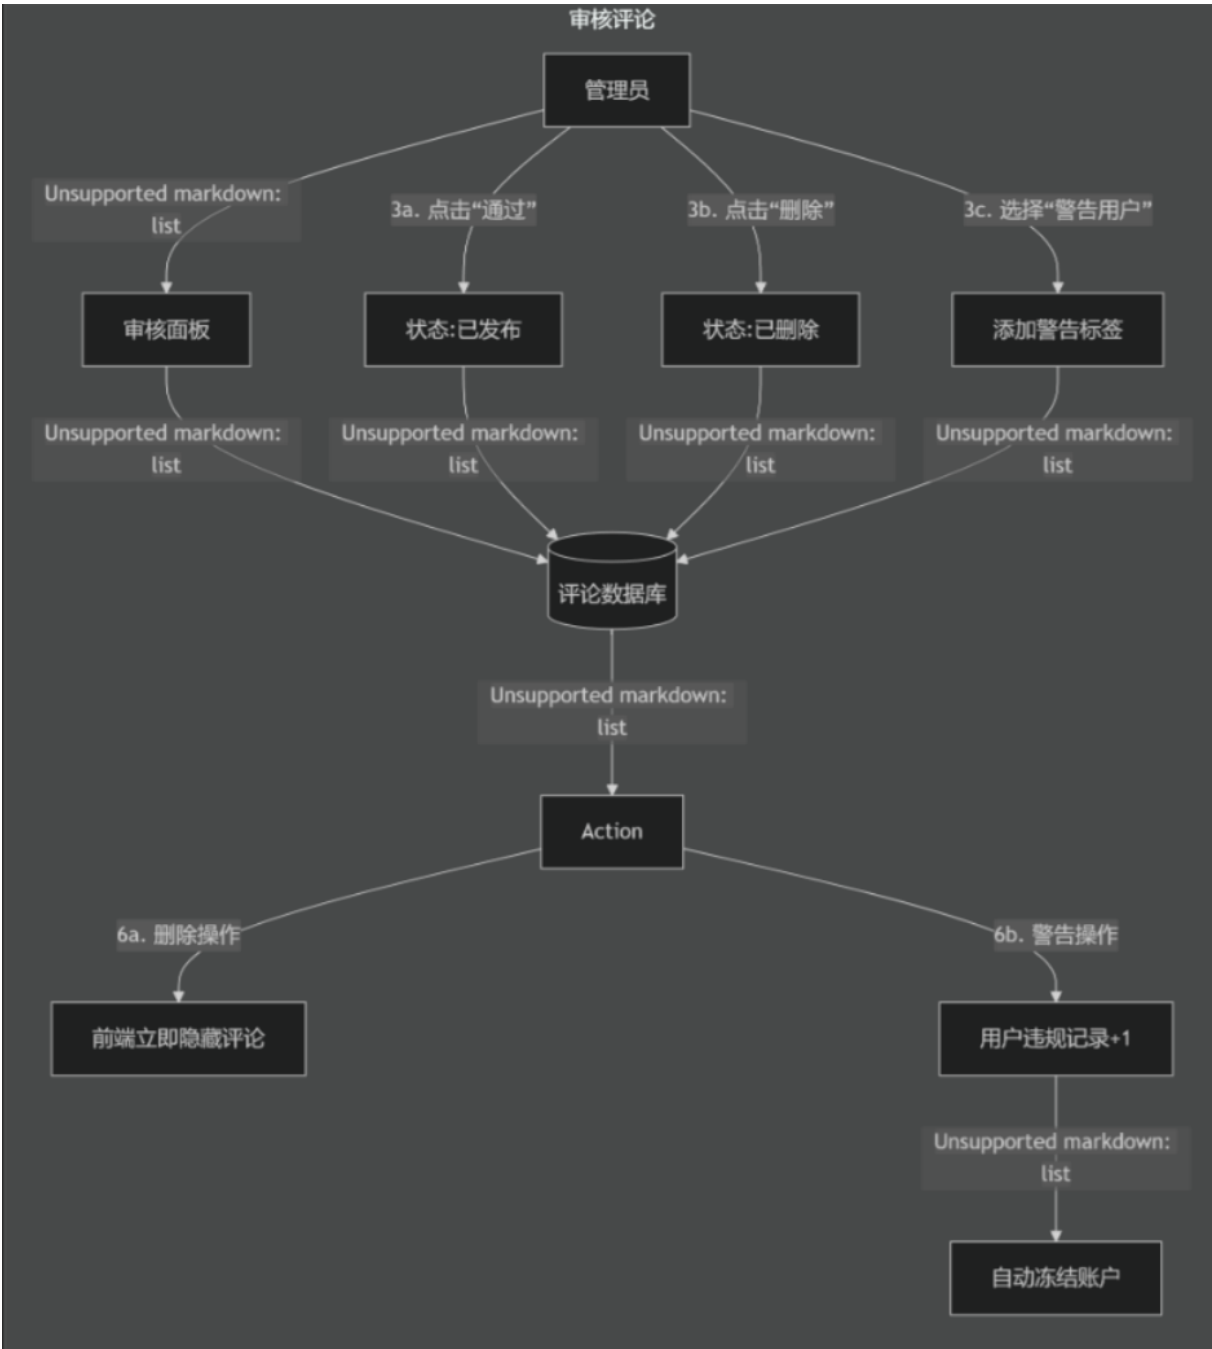 审核评论
管理员
Unsupported markdown:
list
3a. 点击“通过”
3b. 点击“删除”
3c. 选择“警告用户”
审核面板
状态:已发布
状态:已删除
添加警告标签
Unsupported markdown:
list
Unsupported markdown:
list
Unsupported markdown:
list
Unsupported markdown:
list
评论数据库
Unsupported markdown:
list
Action
6a. 删除操作
6b. 警告操作
前端立即隐藏评论
用户违规记录+1
Unsupported markdown:
list
自动冻结账户